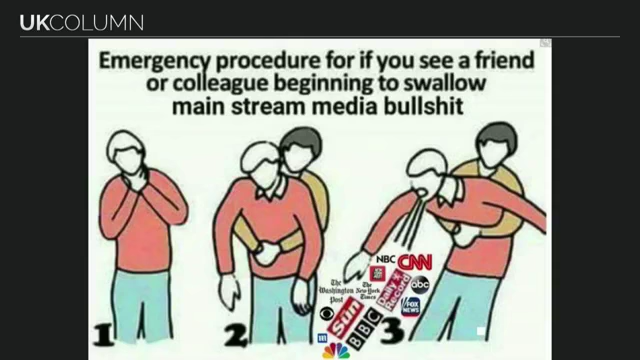 UKCOLUMN
Emergency procedure for if you see a friend
or colleague beginning to swallow
main stream media bullshit
NBC CNN
The Washington Post
The New York Times
Daily Record
abc
FOX NEWS
The Sun
BBC
1 2 3